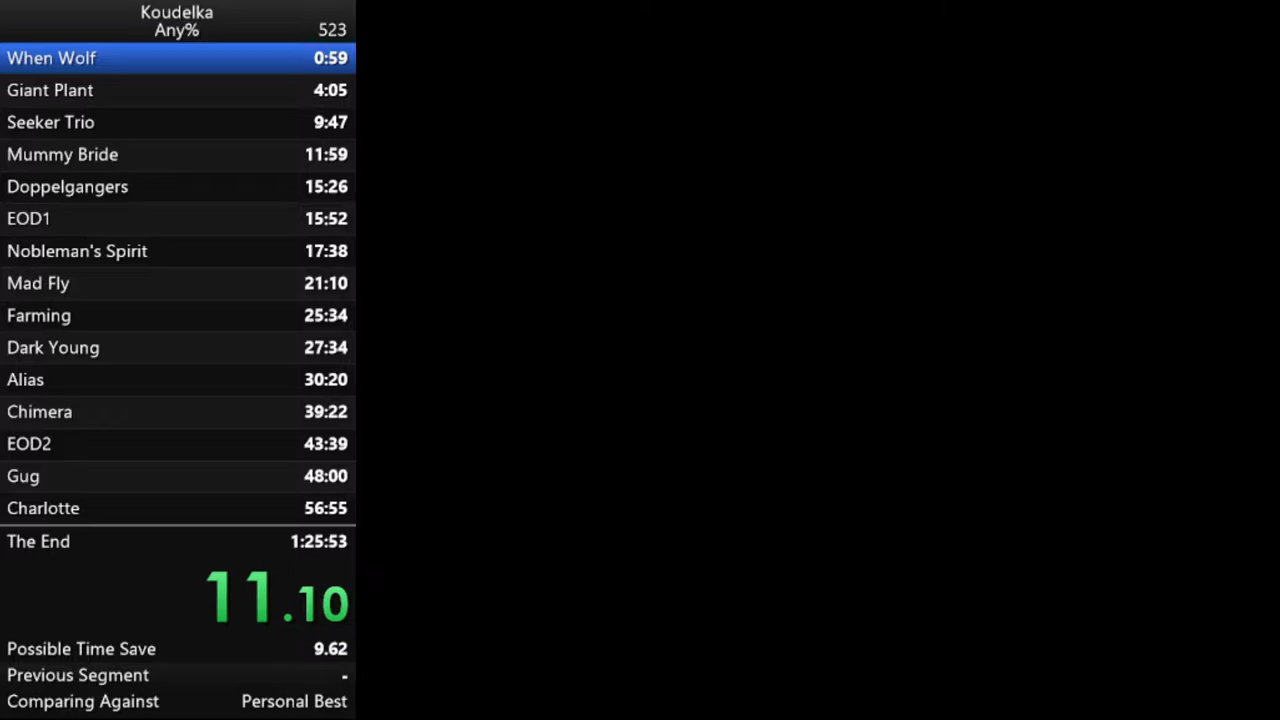 Koudelka
Any% 523
When Wolf 0:59
Giant Plant 4:05
Seeker Trio 9:47
Mummy Bride 11:59
Doppelgangers 15:26
EOD1 15:52
Nobleman's Spirit 17:38
Mad Fly 21:10
Farming 25:34
Dark Young 27:34
Alias 30:20
Chimera 39:22
EOD2 43:39
Gug 48:00
Charlotte 56:55
The End 1:25:53
11.10
Possible Time Save 9.62
Previous Segment -
Comparing Against Personal Best